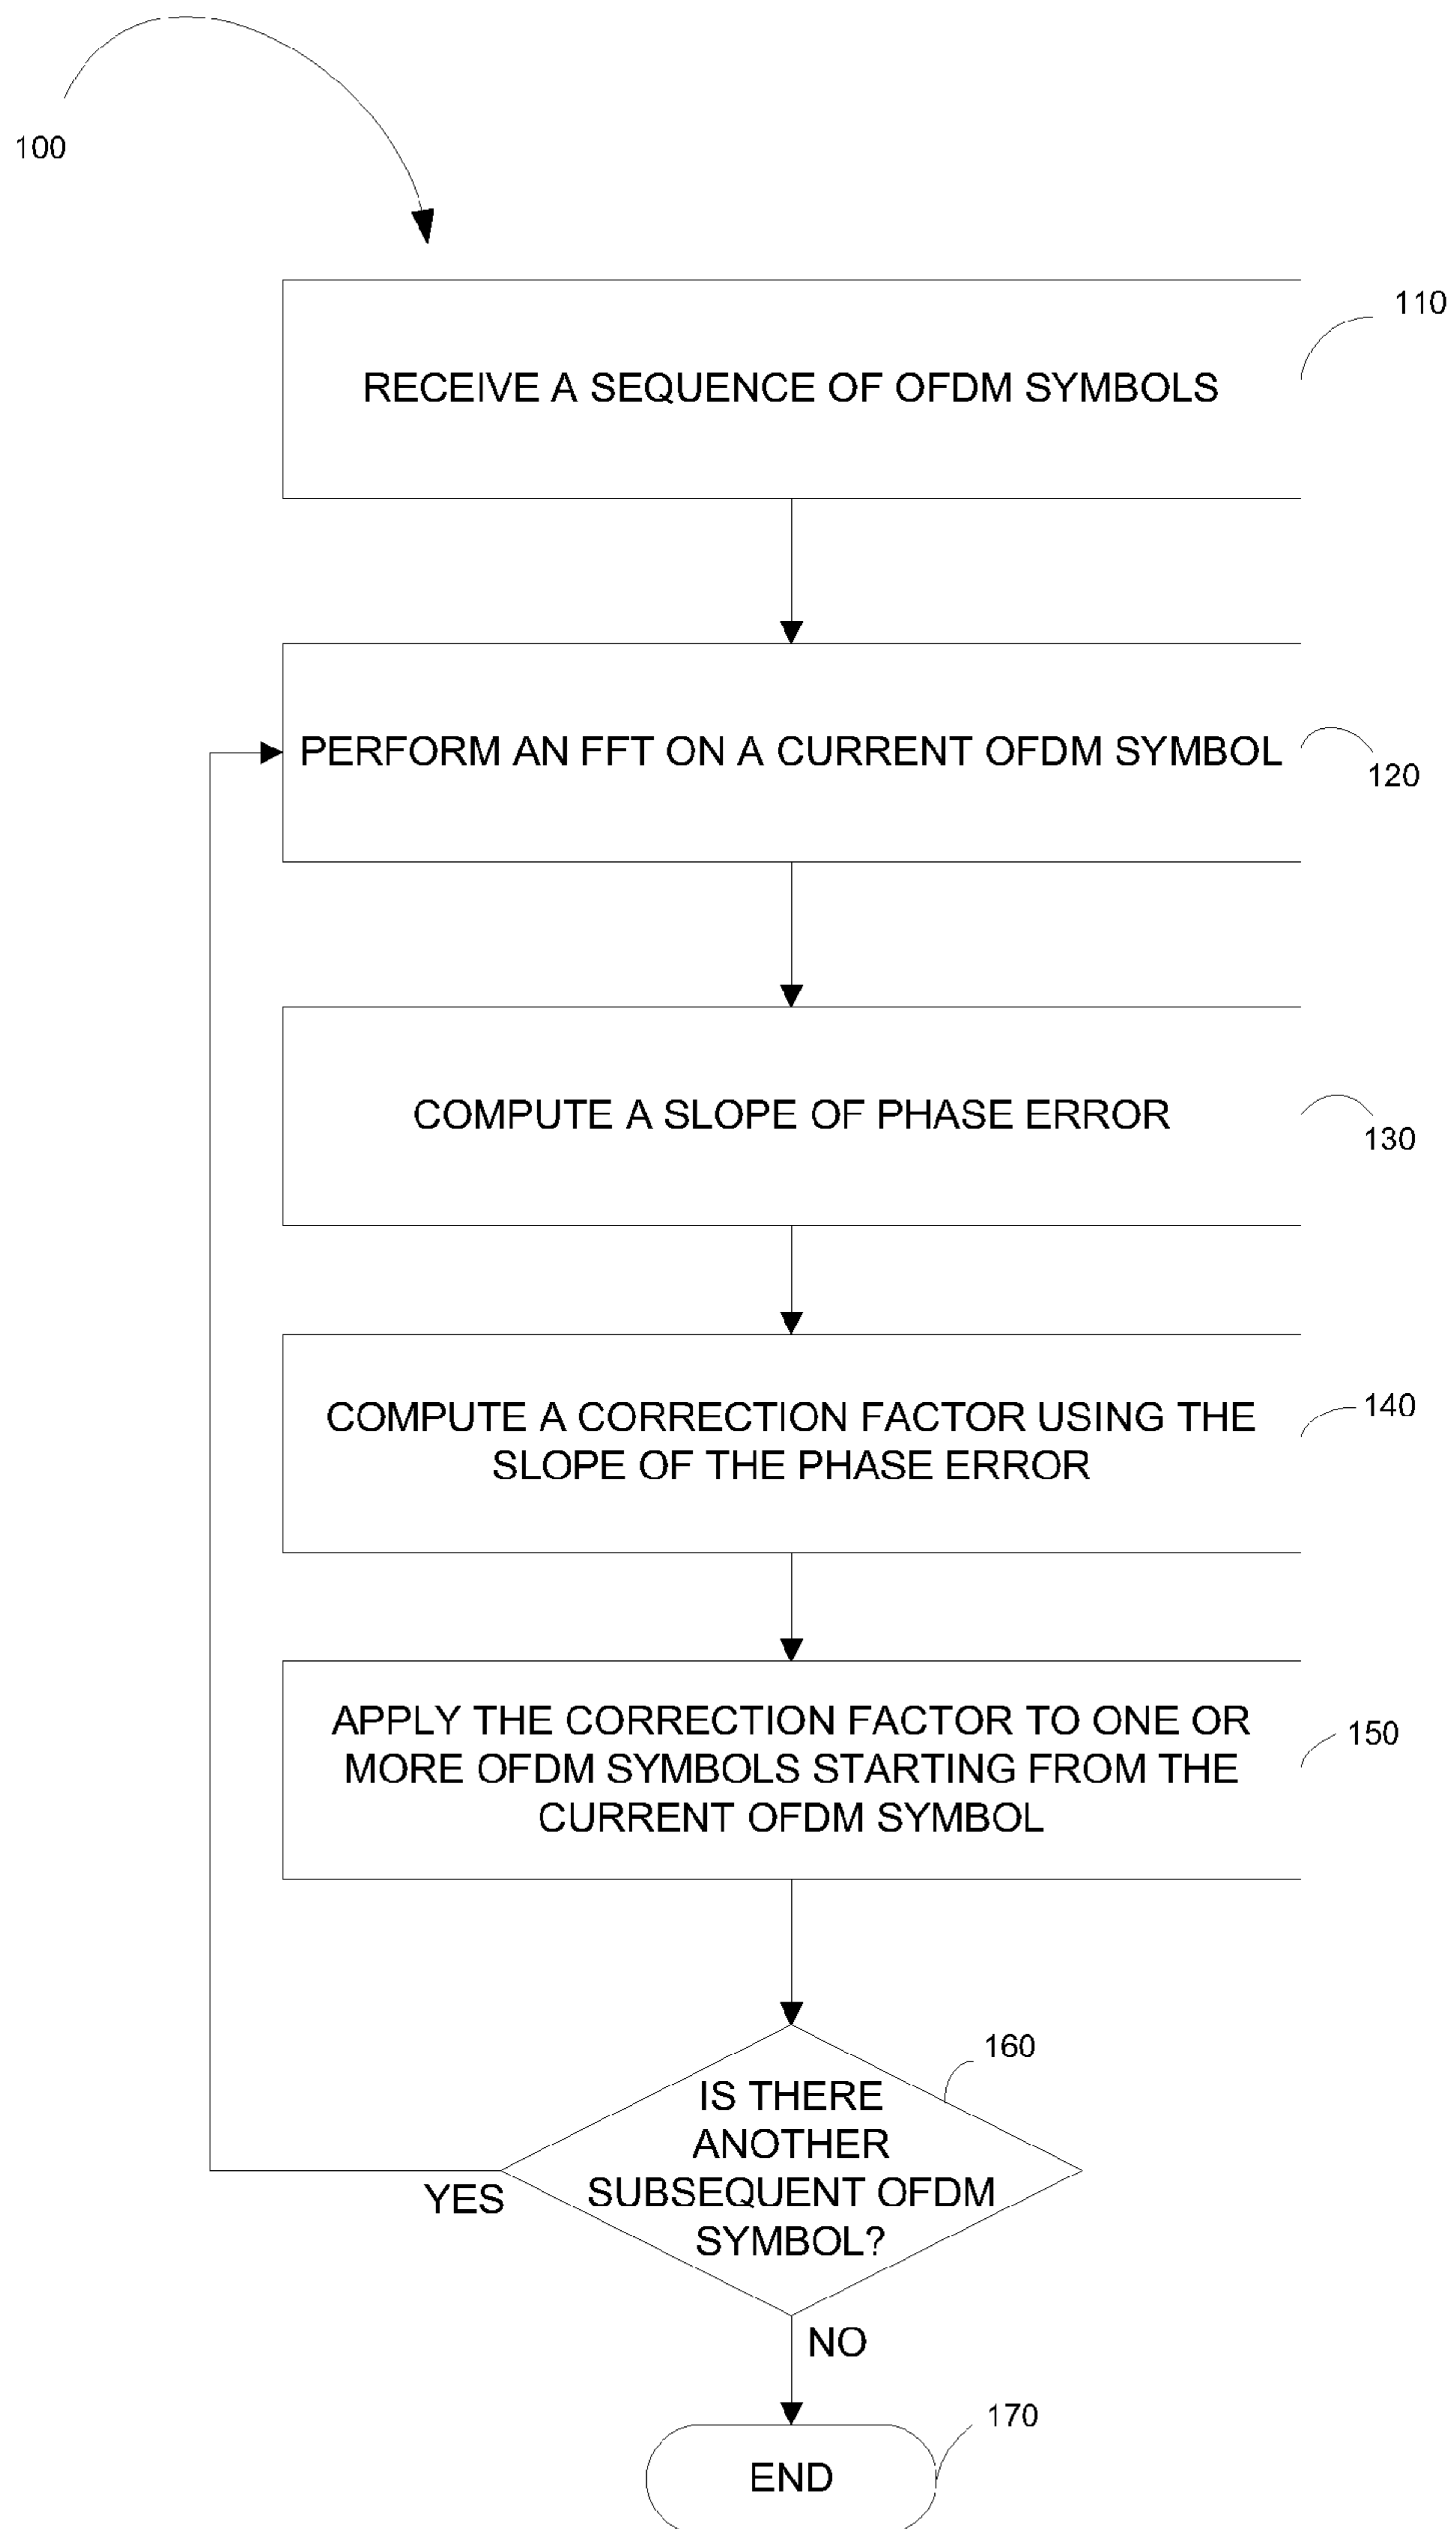 100
110
RECEIVE A SEQUENCE OF OFDM SYMBOLS
PERFORM AN FFT ON A CURRENT OFDM SYMBOL
120
COMPUTE A SLOPE OF PHASE ERROR
130
140
COMPUTE A CORRECTION FACTOR USING THE
SLOPE OF THE PHASE ERROR
150
APPLY THE CORRECTION FACTOR TO ONE OR
MORE OFDM SYMBOLS STARTING FROM THE
CURRENT OFDM SYMBOL
160
IS THERE
ANOTHER
SUBSEQUENT OFDM
SYMBOL?
YES
NO
170
END